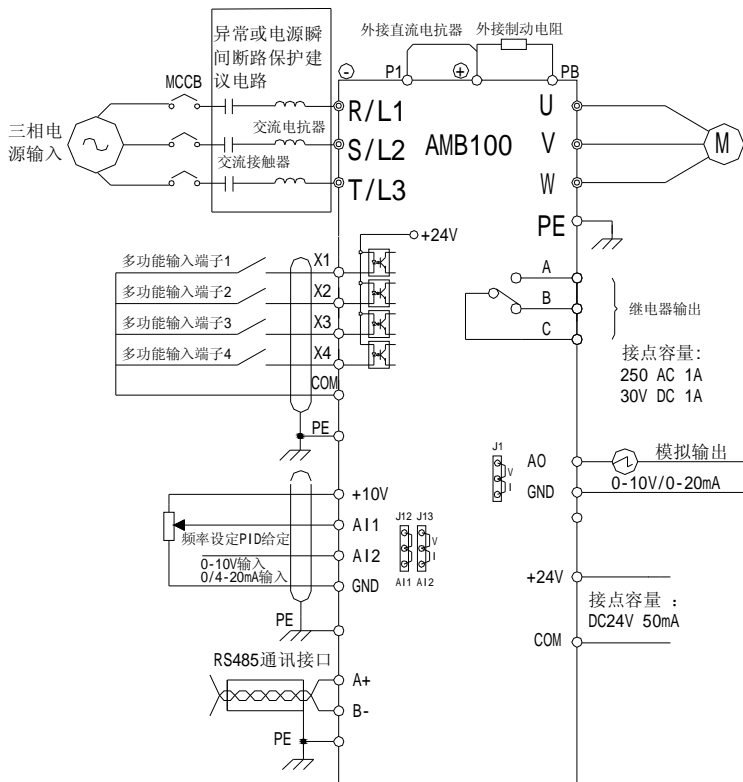 异常或电源瞬
间断路保护建
议电路
外接直流电抗器
外接制动电阻
MCCB
P1
PB
三相电
源输入
R/L1
交流电抗器
S/L2
交流接触器
T/L3
AMB100
U
V
W
M
PE
+24V
多功能输入端子1
X1
多功能输入端子2
X2
多功能输入端子3
X3
多功能输入端子4
X4
COM
PE
A
B
C
继电器输出
接点容量:
250 AC 1A
30V DC 1A
J1
V
I
AO
模拟输出
GND
0-10V/0-20mA
+10V
AI1
频率设定PID给定
AI2
0-10V输入
0/4-20mA输入
GND
J12 J13
V
I
AI1 AI2
PE
+24V
接点容量 :
DC24V 50mA
COM
RS485通讯接口
A+
B-
PE